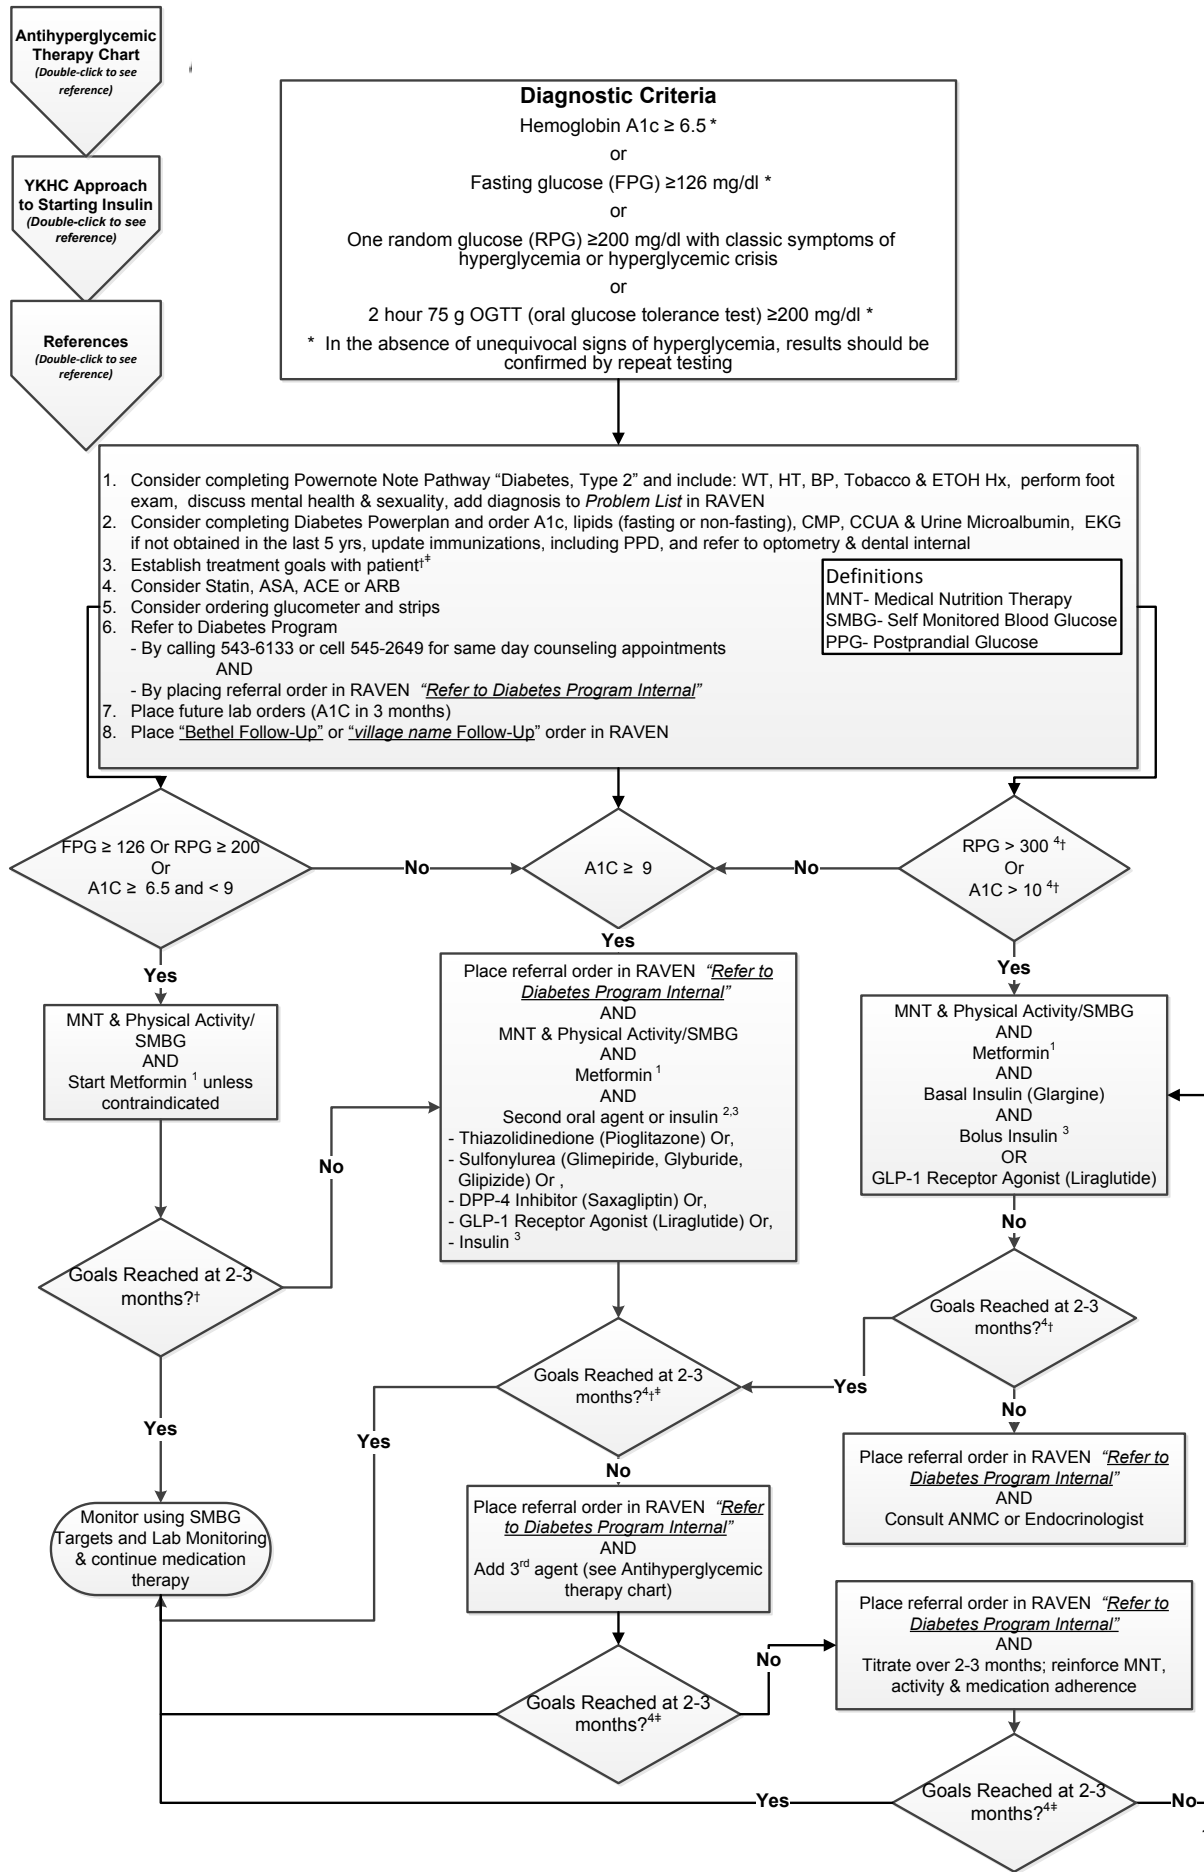 Antihyperglycemic
Therapy Chart
(Double-click to see
reference)
YKHC Approach
to Starting Insulin
(Double-click to see
reference)
References
(Double-click to see
reference)
Diagnostic Criteria
Hemoglobin A1c ≥ 6.5 *
or
Fasting glucose (FPG) ≥126 mg/dl *
or
One random glucose (RPG) ≥200 mg/dl with classic symptoms of
hyperglycemia or hyperglycemic crisis
or
2 hour 75 g OGTT (oral glucose tolerance test) ≥200 mg/dl *
* In the absence of unequivocal signs of hyperglycemia, results should be
confirmed by repeat testing
1. Consider completing Powernote Note Pathway “Diabetes, Type 2” and include: WT, HT, BP, Tobacco & ETOH Hx, perform foot
exam, discuss mental health & sexuality, add diagnosis to Problem List in RAVEN
2. Consider completing Diabetes Powerplan and order A1c, lipids (fasting or non-fasting), CMP, CCUA & Urine Microalbumin, EKG
if not obtained in the last 5 yrs, update immunizations, including PPD, and refer to optometry & dental internal
3. Establish treatment goals with patient†‡
4. Consider Statin, ASA, ACE or ARB
5. Consider ordering glucometer and strips
6. Refer to Diabetes Program
- By calling 543-6133 or cell 545-2649 for same day counseling appointments
AND
- By placing referral order in RAVEN “Refer to Diabetes Program Internal”
7. Place future lab orders (A1C in 3 months)
8. Place “Bethel Follow-Up” or “village name Follow-Up” order in RAVEN
Definitions
MNT- Medical Nutrition Therapy
SMBG- Self Monitored Blood Glucose
PPG- Postprandial Glucose
FPG ≥ 126 Or RPG ≥ 200
Or
A1C ≥ 6.5 and < 9
No
A1C ≥ 9
No
RPG > 300 4†
Or
A1C > 10 4†
Yes
MNT & Physical Activity/
SMBG
AND
Start Metformin 1 unless
contraindicated
No
Yes
Place referral order in RAVEN “Refer to
Diabetes Program Internal”
AND
MNT & Physical Activity/SMBG
AND
Metformin 1
AND
Second oral agent or insulin 2,3
- Thiazolidinedione (Pioglitazone) Or,
- Sulfonylurea (Glimepiride, Glyburide,
Glipizide) Or ,
- DPP-4 Inhibitor (Saxagliptin) Or,
- GLP-1 Receptor Agonist (Liraglutide) Or,
- Insulin 3
Yes
MNT & Physical Activity/SMBG
AND
Metformin1
AND
Basal Insulin (Glargine)
AND
Bolus Insulin 3
OR
GLP-1 Receptor Agonist (Liraglutide)
No
Goals Reached at 2-3
months?†
Goals Reached at 2-3
months?4†
Goals Reached at 2-3
months?4†‡
Yes
Yes
Yes
No
No
Place referral order in RAVEN “Refer to
Diabetes Program Internal”
AND
Consult ANMC or Endocrinologist
Place referral order in RAVEN “Refer
to Diabetes Program Internal”
AND
Add 3rd agent (see Antihyperglycemic
therapy chart)
Monitor using SMBG
Targets and Lab Monitoring
& continue medication
therapy
Place referral order in RAVEN “Refer to
Diabetes Program Internal”
AND
Titrate over 2-3 months; reinforce MNT,
activity & medication adherence
No
Goals Reached at 2-3
months?4‡
Goals Reached at 2-3
months?4‡
Yes
No